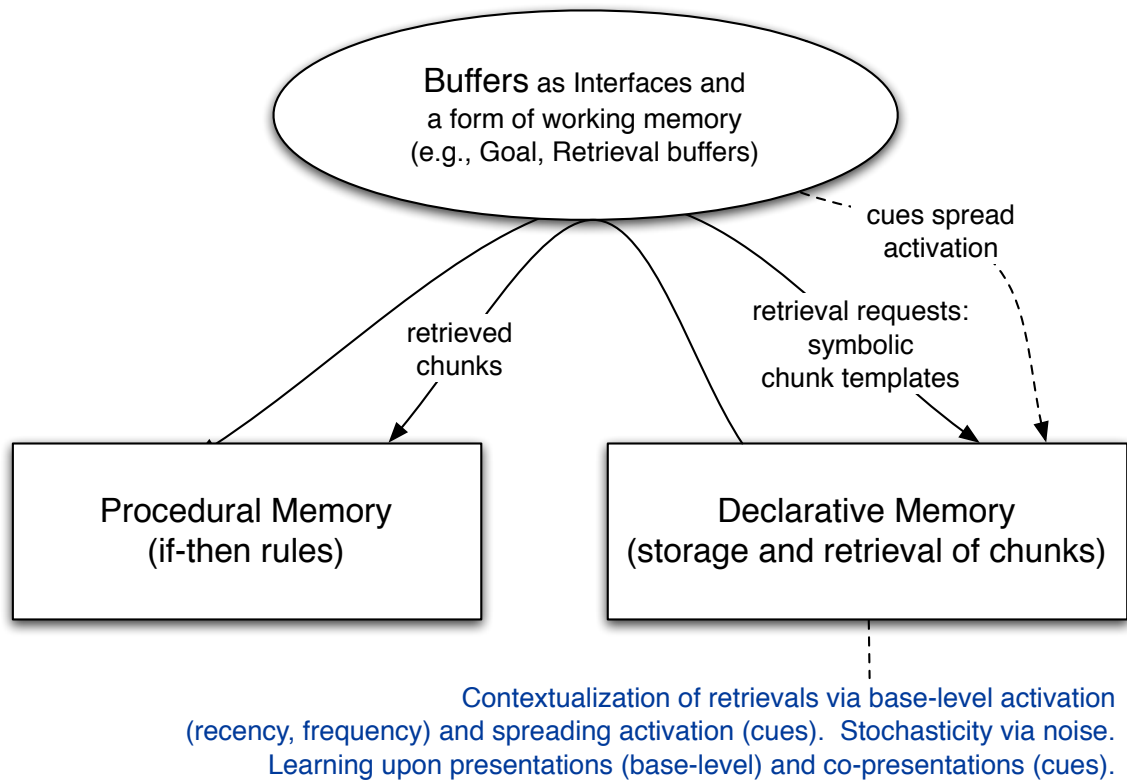 Buffers as Interfaces and
a form of working memory
(e.g., Goal, Retrieval buffers)
cues spread
activation
retrieved
chunks
retrieval requests:
symbolic
chunk templates
Procedural Memory
(if-then rules)
Declarative Memory
(storage and retrieval of chunks)
Contextualization of retrievals via base-level activation
(recency, frequency) and spreading activation (cues).  Stochasticity via noise.
Learning upon presentations (base-level) and co-presentations (cues).